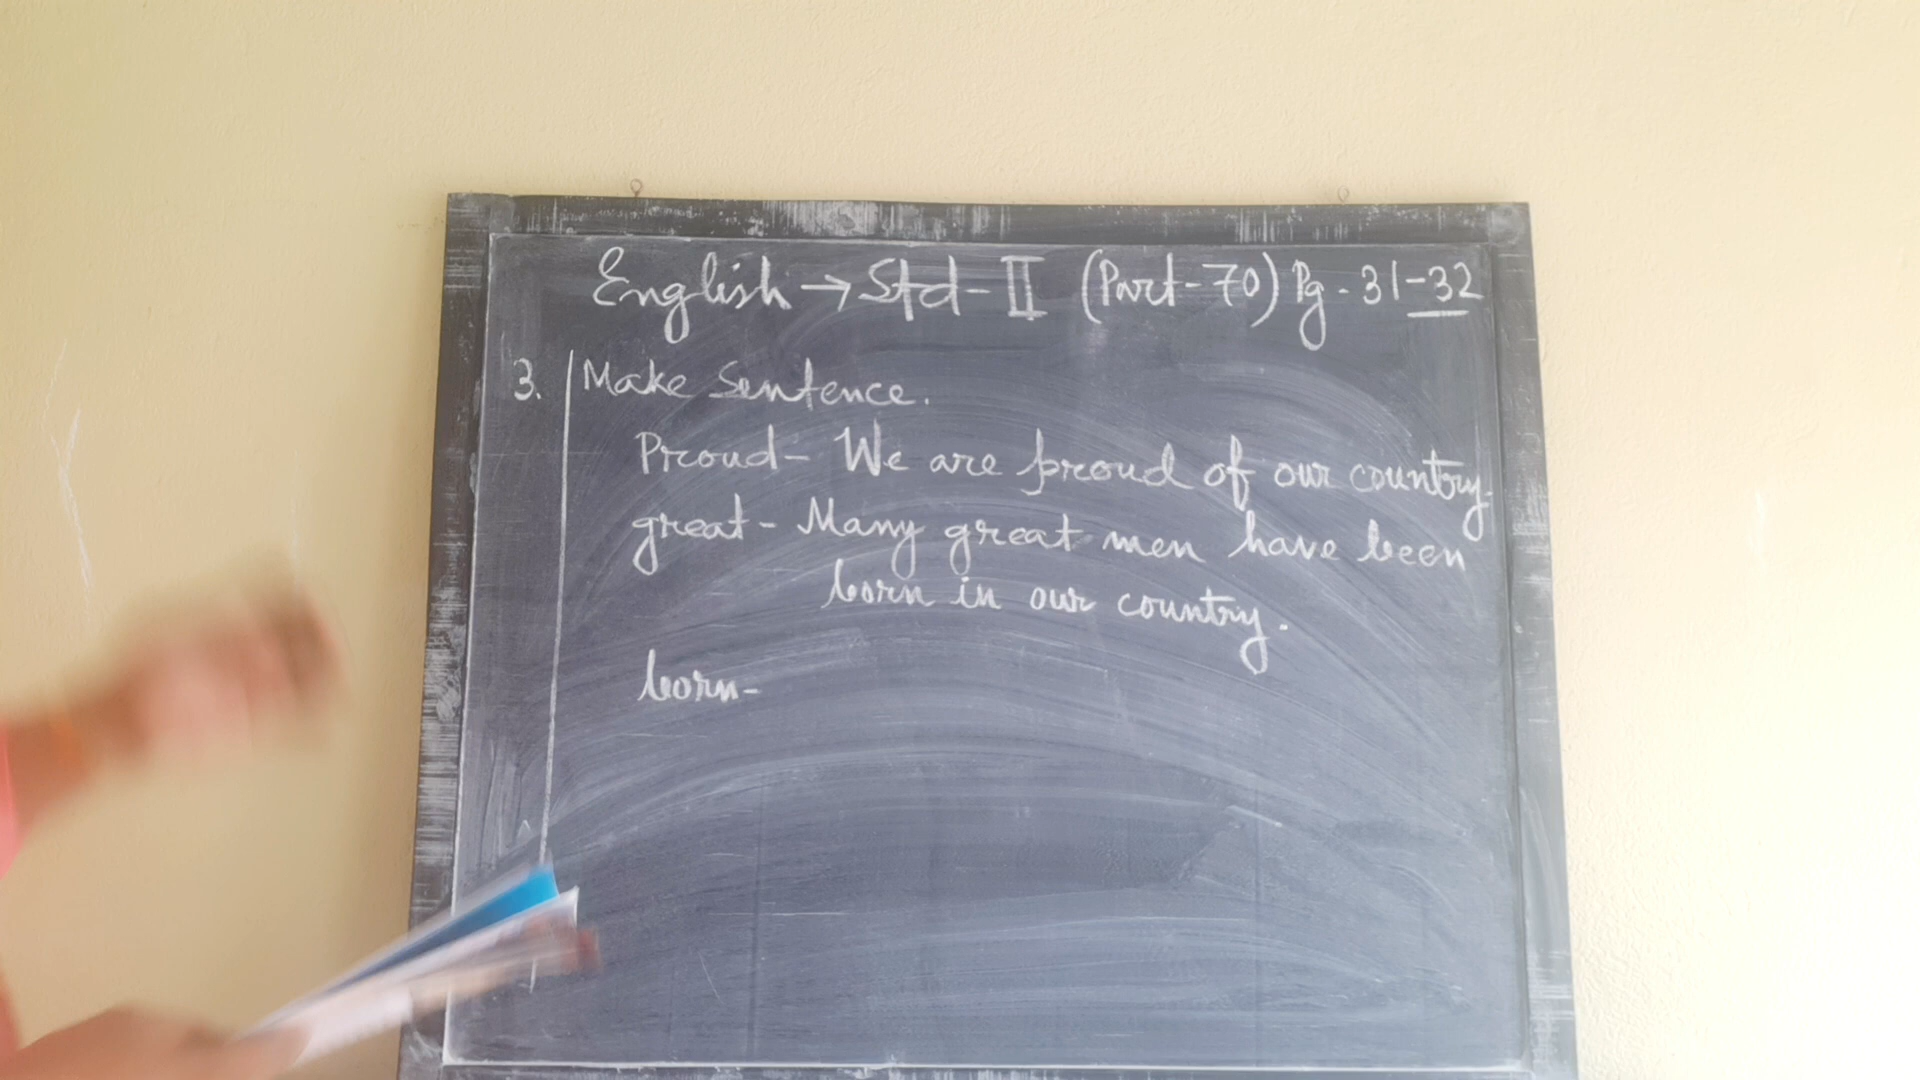 English → Std - II (Part - 70) Pg - 31-32
3. Make Sentence.
Proud - We are proud of our country.
great - Many great men have been
born in our country.
born -